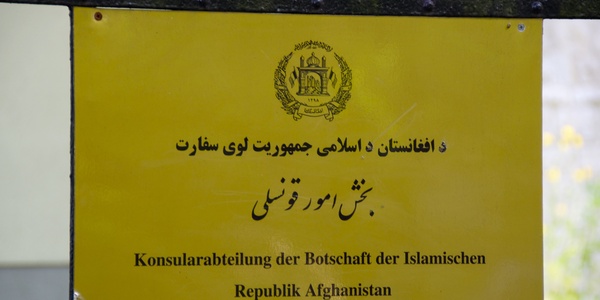 د افغانستان د اسلامی جمهوریت لوی سفارت
بخش امور قونسلی
Konsularabteilung der Botschaft der Islamischen
Republik Afghanistan